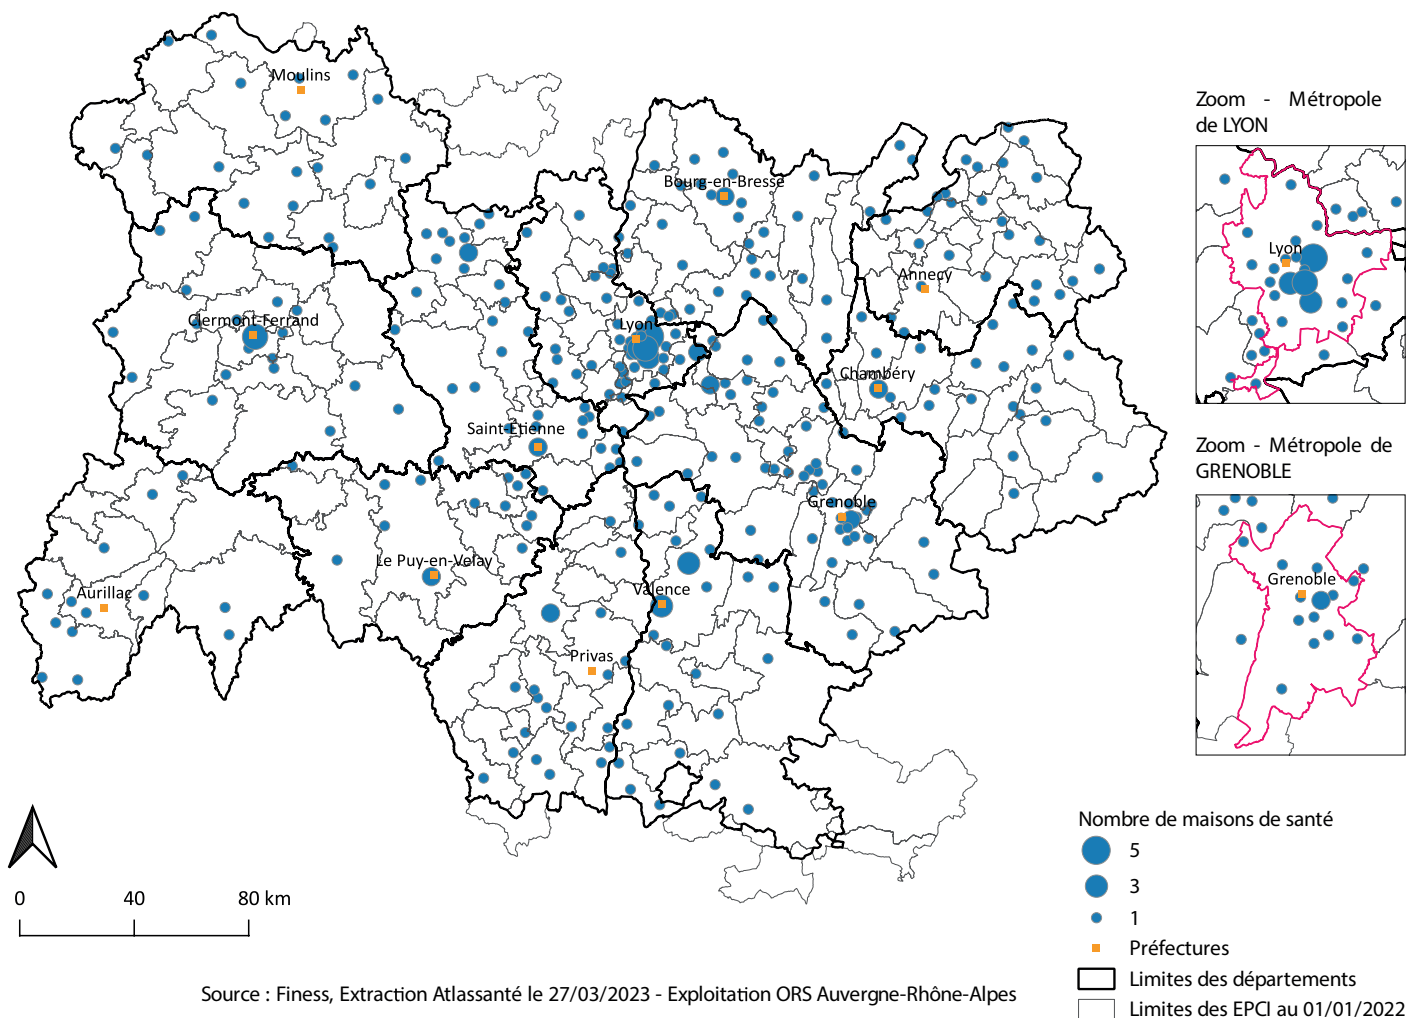 Moulins
Bourg-en-Bresse
Annecy
Clermont-Ferrand
Lyon
Chambéry
Saint-Étienne
Grenoble
Le Puy-en-Velay
Aurillac
Valence
Privas
Zoom - Métropole
de LYON
Lyon
Zoom - Métropole de
GRENOBLE
Grenoble
0 40 80 km
Nombre de maisons de santé
5
3
1
Préfectures
Limites des départements
Limites des EPCI au 01/01/2022
Source : Finess, Extraction Atlassanté le 27/03/2023 - Exploitation ORS Auvergne-Rhône-Alpes